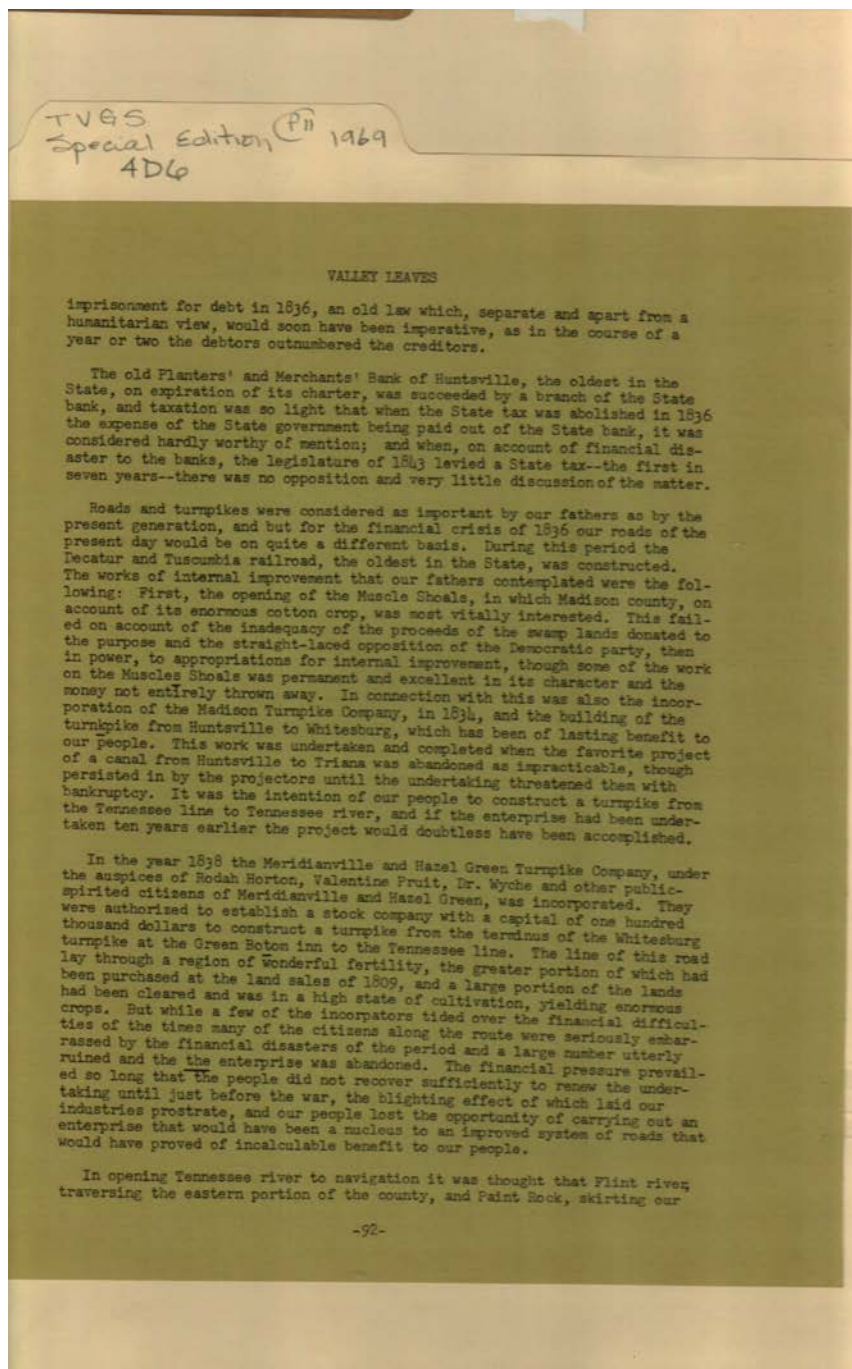 TVGS
Special Edition P11 1969
4D6
VALLEY LEAVES
imprisonment for debt in 1836, an old law which, separate and apart from a
humanitarian view, would soon have been imperative, as in the course of a
year or two the debtors outnumbered the creditors.
The old Planters' and Merchants' Bank of Huntsville, the oldest in the
State, on expiration of its charter, was succeeded by a branch of the State
bank, and taxation was so light that when the State tax was abolished in 1836
the expense of the State government being paid out of the State bank, it was
considered hardly worthy of mention; and when, on account of financial dis-
aster to the banks, the legislature of 1843 levied a State tax--the first in
seven years--there was no opposition and very little discussion of the matter.
Roads and turnpikes were considered as important by our fathers as by the
present generation, and but for the financial crisis of 1836 our roads of the
present day would be on quite a different basis. During this period the
Decatur and Tuscumbia railroad, the oldest in the State, was constructed.
The works of internal improvement that our fathers contemplated were the fol-
lowing: First, the opening of the Muscle Shoals, in which Madison county, on
account of its enormous cotton crop, was most vitally interested. This fail-
ed on account of the inadequacy of the proceeds of the swamp lands donated to
the purpose and the straight-laced opposition of the Democratic party, then
in power, to appropriations for internal improvement, though some of the work
on the Muscles Shoals was permanent and excellent in its character and the
money not entirely thrown away. In connection with this was also the incor-
poration of the Madison Turnpike Company, in 1834, and the building of the
turnkpike from Huntsville to Whitesburg, which has been of lasting benefit to
our people. This work was undertaken and completed when the favorite project
of a canal from Huntsville to Triana was abandoned as impracticable, though
persisted in by the projectors until the undertaking threatened them with
bankruptcy. It was the intention of our people to construct a turnpike from
the Tennessee line to Tennessee river, and if the enterprise had been under-
taken ten years earlier the project would doubtless have been accomplished.
In the year 1838 the Meridianville and Hazel Green Turnpike Company, under
the auspices of Rodah Horton, Valentine Pruit, Dr. Wyche and other public-
spirited citizens of Meridianville and Hazel Green, was incorporated. They
were authorized to establish a stock company with a capital of one hundred
thousand dollars to construct a turnpike from the terminus of the Whitesburg
turnpike at the Green Botom inn to the Tennessee line. The line of this road
lay through a region of wonderful fertility, the greater portion of which had
been purchased at the land sales of 1809, and a large portion of the lands
had been cleared and was in a high state of cultivation, yielding enormous
crops. But while a few of the incorpators tided over the financial difficul-
ties of the times many of the citizens along the route were seriously embar-
rassed by the financial disasters of the period and a large number utterly
ruined and the the enterprise was abandoned. The financial pressure prevail-
ed so long that the people did not recover sufficiently to renew the under-
taking until just before the war, the blighting effect of which laid our
industries prostrate, and our people lost the opportunity of carrying out an
enterprise that would have been a nucleus to an improved system of roads that
would have proved of incalculable benefit to our people.
In opening Tennessee river to navigation it was thought that Flint river,
traversing the eastern portion of the county, and Paint Rock, skirting our
-92-